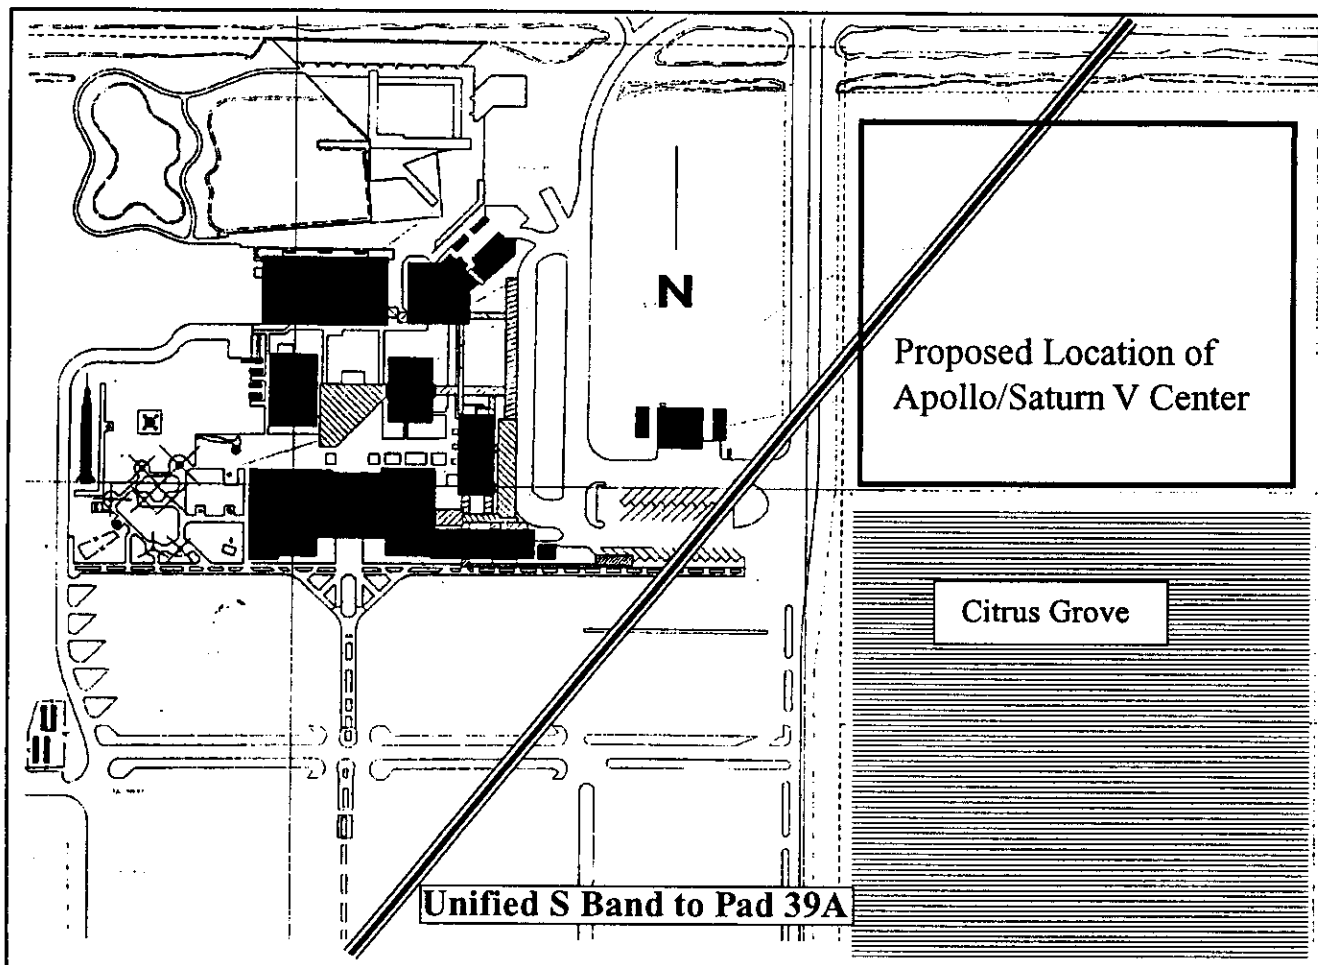 N
Proposed Location of
Apollo/Saturn V Center
Citrus Grove
Unified S Band to Pad 39A